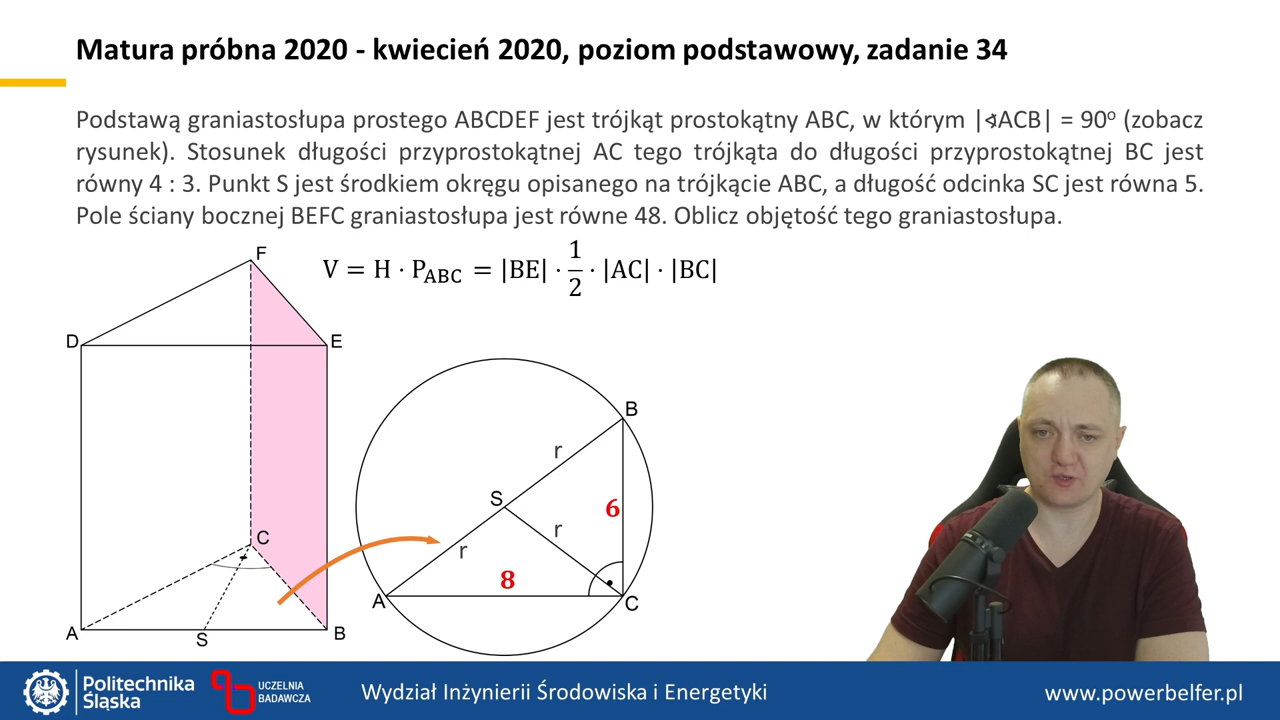 Matura próbna 2020 - kwiecień 2020, poziom podstawowy, zadanie 34
Podstawą graniastosłupa prostego ABCDEF jest trójkąt prostokątny ABC, w którym |∢ACB| = 90° (zobacz
rysunek). Stosunek długości przyprostokątnej AC tego trójkąta do długości przyprostokątnej BC jest
równy 4 : 3. Punkt S jest środkiem okręgu opisanego na trójkącie ABC, a długość odcinka SC jest równa 5.
Pole ściany bocznej BEFC graniastosłupa jest równe 48. Oblicz objętość tego graniastosłupa.
V = H · P_ABC = |BE| · 1/2 · |AC| · |BC|
F
D
E
C
A
S
B
B
r
S
6
r
r
8
A
C
Politechnika
Śląska
UCZELNIA
BADAWCZA
Wydział Inżynierii Środowiska i Energetyki
www.powerbelfer.pl